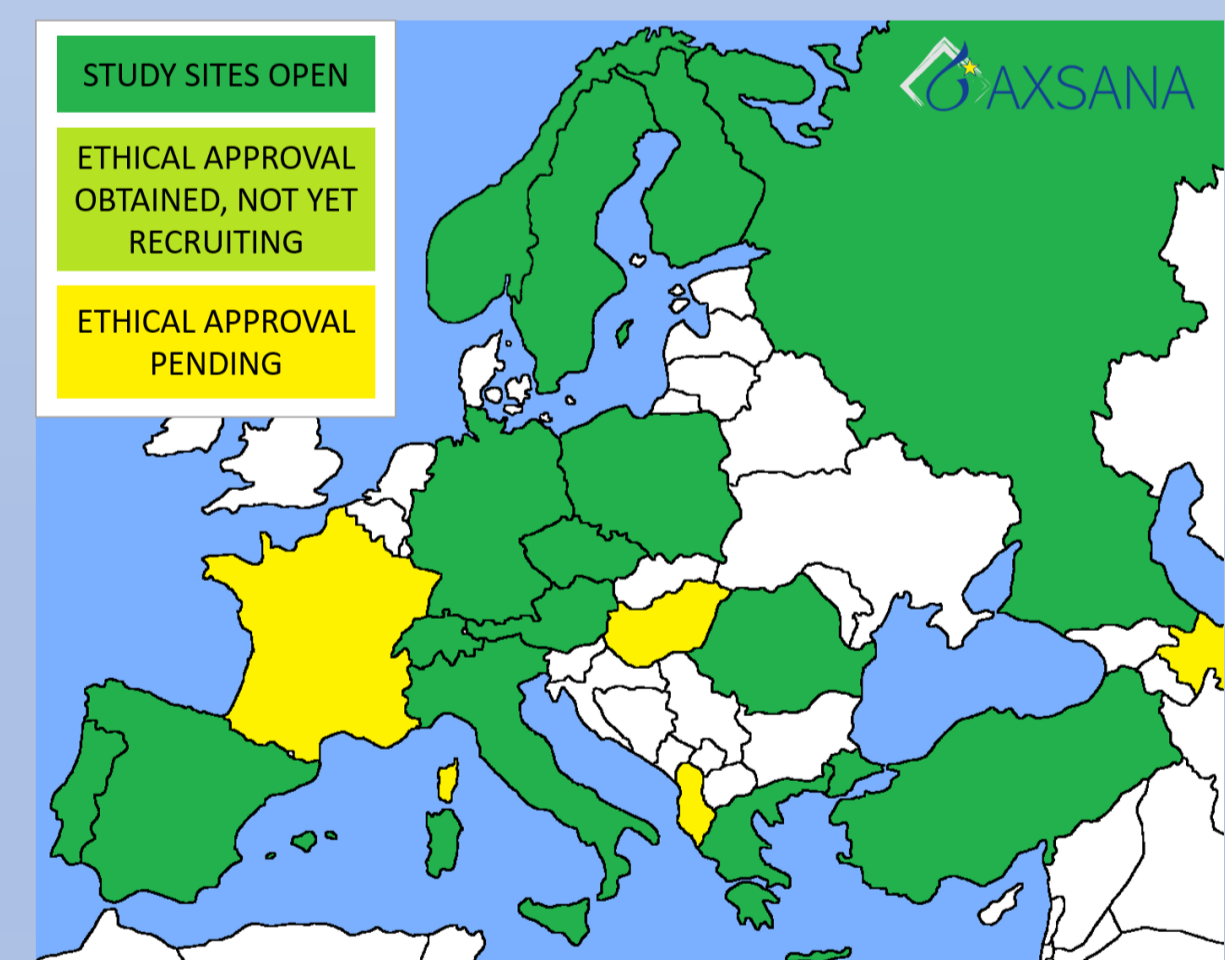 STUDY SITES OPEN
ETHICAL APPROVAL
OBTAINED, NOT YET
RECRUITING
ETHICAL APPROVAL
PENDING
AXSANA